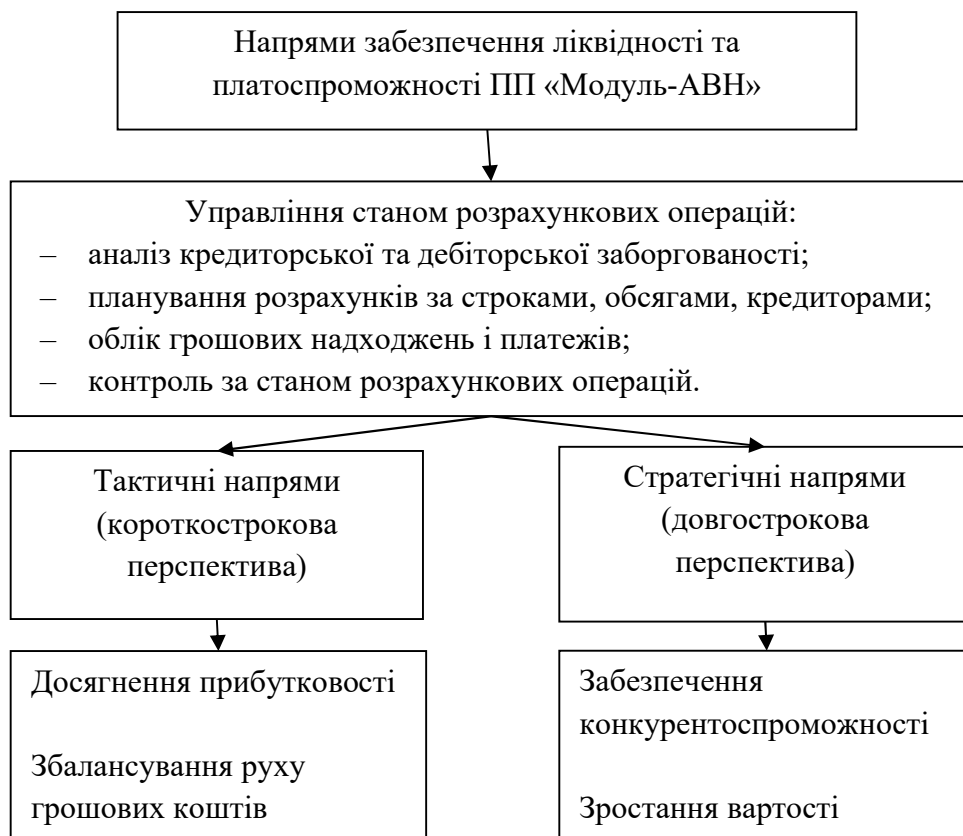 Напрями забезпечення ліквідності та
платоспроможності ПП «Модуль-АВН»
Управління станом розрахункових операцій:
– аналіз кредиторської та дебіторської заборгованості;
– планування розрахунків за строками, обсягами, кредиторами;
– облік грошових надходжень і платежів;
– контроль за станом розрахункових операцій.
Тактичні напрями
(короткострокова
перспектива)
Стратегічні напрями
(довгострокова
перспектива)
Досягнення прибутковості
Збалансування руху
грошових коштів
Забезпечення
конкурентоспроможності
Зростання вартості